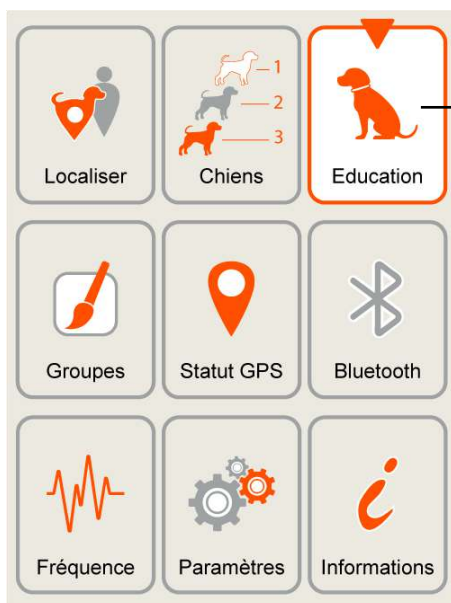 1
2
3
Localiser
Chiens
Education
Groupes
Statut GPS
Bluetooth
Fréquence
Paramètres
Informations